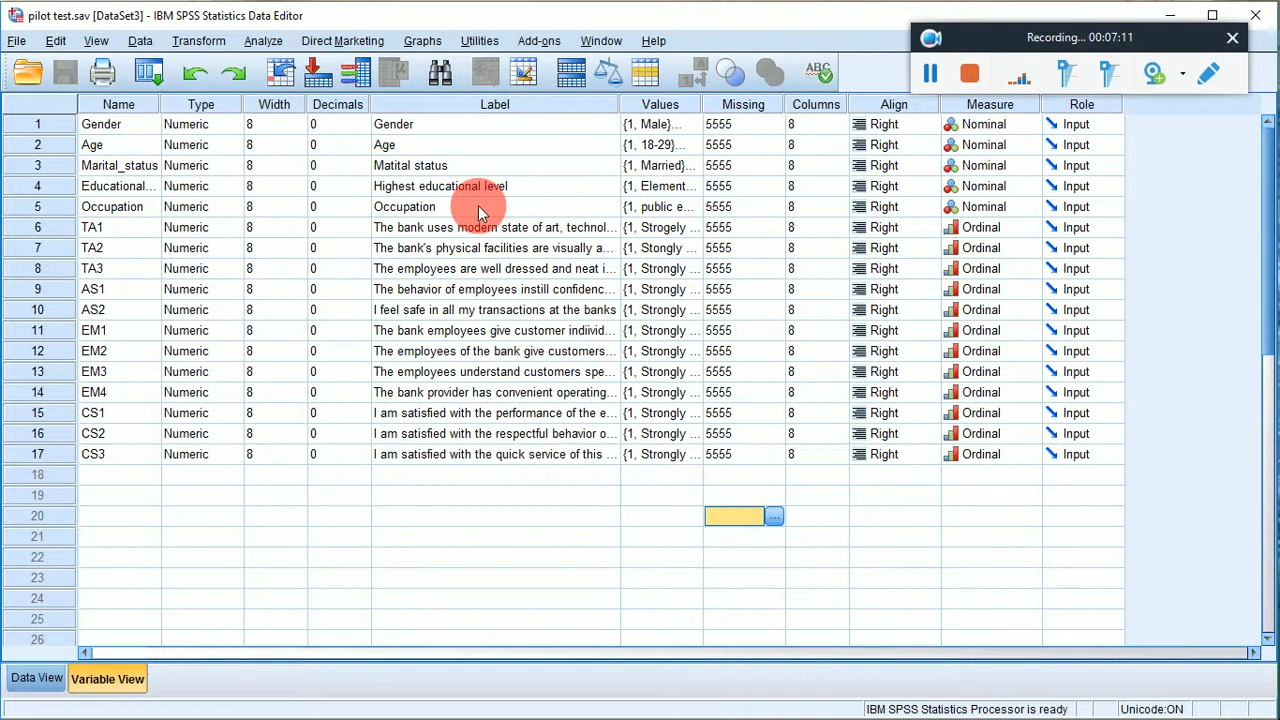 pilot test.sav [DataSet3] - IBM SPSS Statistics Data Editor
File Edit View Data Transform Analyze Direct Marketing Graphs Utilities Add-ons Window Help
Recording... 00:07:11
ABC
Name Type Width Decimals Label Values Missing Columns Align Measure Role
1 Gender Numeric 8 0 Gender {1, Male}... 5555 8 Right Nominal Input
2 Age Numeric 8 0 Age {1, 18-29}... 5555 8 Right Nominal Input
3 Marital_status Numeric 8 0 Matital status {1, Married}... 5555 8 Right Nominal Input
4 Educational... Numeric 8 0 Highest educational level {1, Element... 5555 8 Right Nominal Input
5 Occupation Numeric 8 0 Occupation {1, public e... 5555 8 Right Nominal Input
6 TA1 Numeric 8 0 The bank uses modern state of art, technol... {1, Strogely ... 5555 8 Right Ordinal Input
7 TA2 Numeric 8 0 The bank's physical facilities are visually a... {1, Stongly ... 5555 8 Right Ordinal Input
8 TA3 Numeric 8 0 The employees are well dressed and neat i... {1, Strongly ... 5555 8 Right Ordinal Input
9 AS1 Numeric 8 0 The behavior of employees instill confidenc... {1, Strongly ... 5555 8 Right Ordinal Input
10 AS2 Numeric 8 0 I feel safe in all my transactions at the banks {1, Strongly ... 5555 8 Right Ordinal Input
11 EM1 Numeric 8 0 The bank employees give customer individ... {1, Strongly ... 5555 8 Right Ordinal Input
12 EM2 Numeric 8 0 The employees of the bank give customers... {1, Strongly ... 5555 8 Right Ordinal Input
13 EM3 Numeric 8 0 The employees understand customers spe... {1, Strongly ... 5555 8 Right Ordinal Input
14 EM4 Numeric 8 0 The bank provider has convenient operating... {1, Strongly ... 5555 8 Right Ordinal Input
15 CS1 Numeric 8 0 I am satisfied with the performance of the e... {1, Strongly ... 5555 8 Right Ordinal Input
16 CS2 Numeric 8 0 I am satisfied with the respectful behavior o... {1, Strongly ... 5555 8 Right Ordinal Input
17 CS3 Numeric 8 0 I am satisfied with the quick service of this ... {1, Strongly ... 5555 8 Right Ordinal Input
18
19
20 ...
21
22
23
24
25
26
Data View Variable View
IBM SPSS Statistics Processor is ready Unicode:ON